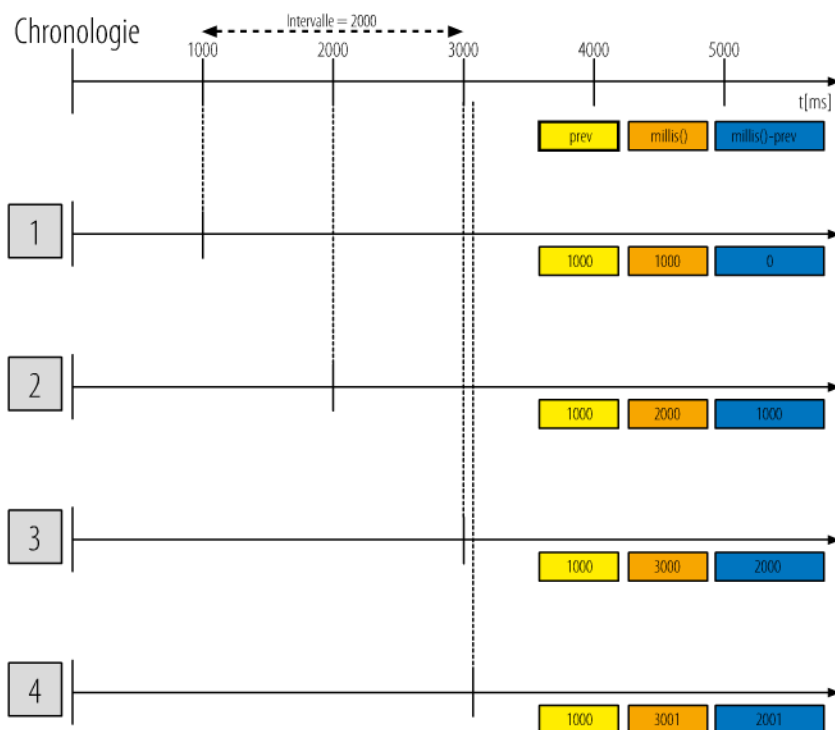 Chronologie
Intervalle = 2000
1000 2000 3000 4000 5000
t[ms]
prev millis() millis()-prev
1
1000 1000 0
2
1000 2000 1000
3
1000 3000 2000
4
1000 3001 2001